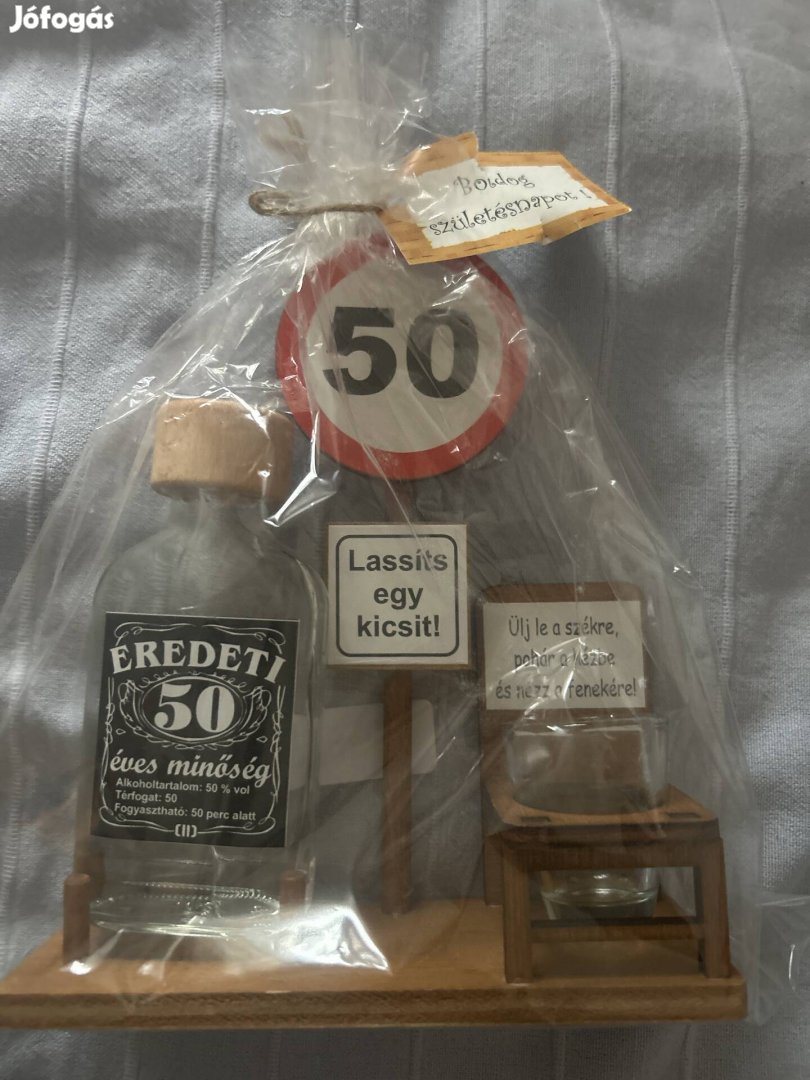 Jófogás
Boldog
születésnapot !
50
Lassíts
egy
kicsit!
Ülj le a székre,
pohár a kézbe
és nézz a fenekére!
EREDETI
50
éves minőség
Alkoholtartalom: 50 % vol
Térfogat: 50
Fogyasztható: 50 perc alatt
(II)